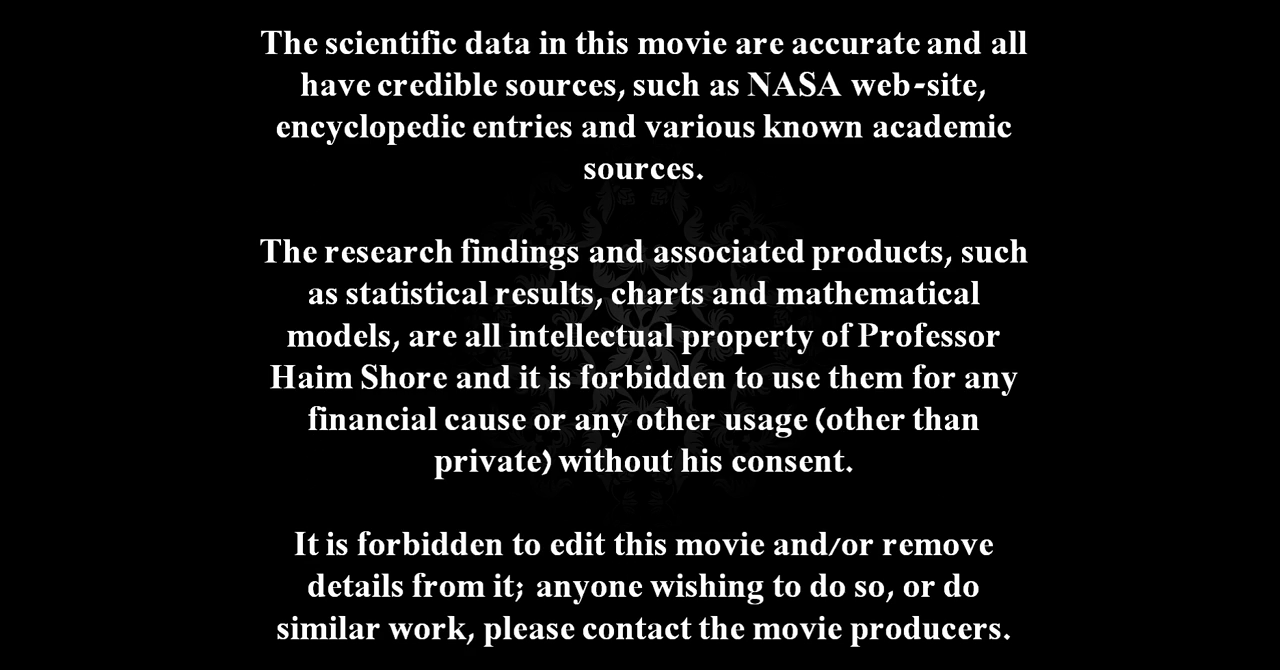 The scientific data in this movie are accurate and all
have credible sources, such as NASA web-site,
encyclopedic entries and various known academic
sources.
The research findings and associated products, such
as statistical results, charts and mathematical
models, are all intellectual property of Professor
Haim Shore and it is forbidden to use them for any
financial cause or any other usage (other than
private) without his consent.
It is forbidden to edit this movie and/or remove
details from it; anyone wishing to do so, or do
similar work, please contact the movie producers.